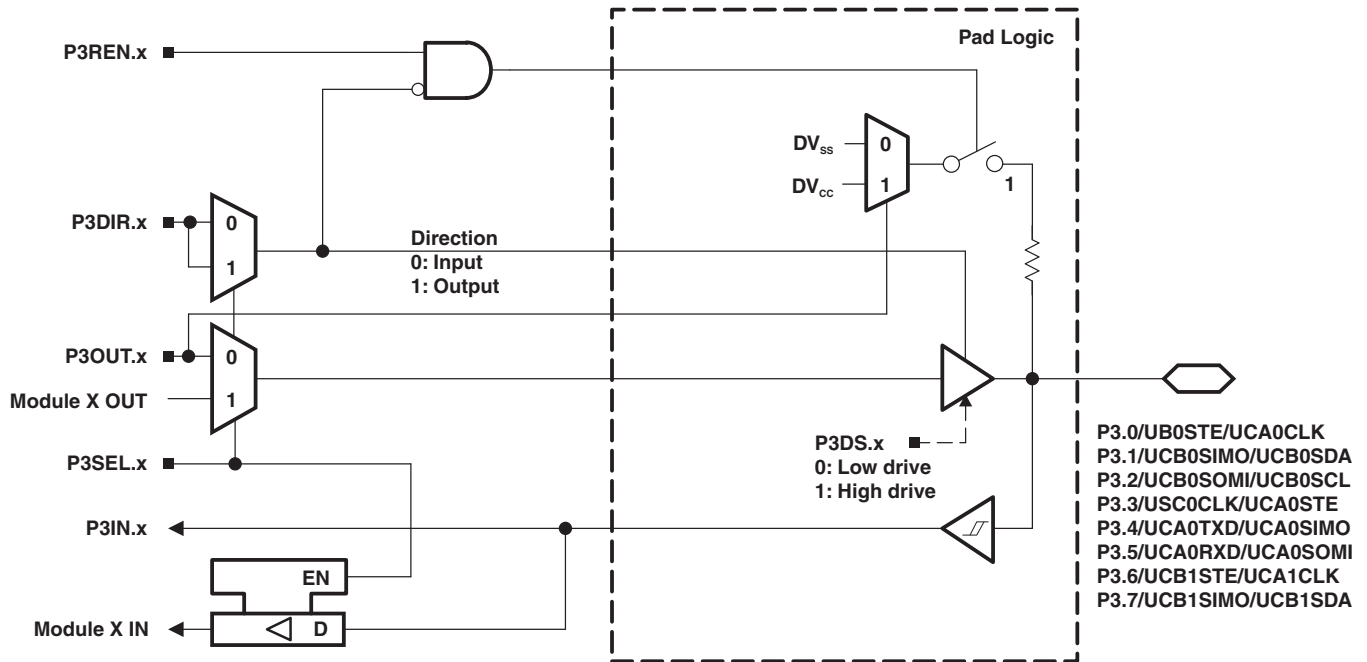 Pad Logic
P3REN.x
DVSS
0
DVCC
1
1
P3DIR.x
0
1
Direction
0: Input
1: Output
P3OUT.x
0
Module X OUT
1
P3DS.x
0: Low drive
1: High drive
P3SEL.x
P3IN.x
EN
Module X IN
D
P3.0/UB0STE/UCA0CLK
P3.1/UCB0SIMO/UCB0SDA
P3.2/UCB0SOMI/UCB0SCL
P3.3/USC0CLK/UCA0STE
P3.4/UCA0TXD/UCA0SIMO
P3.5/UCA0RXD/UCA0SOMI
P3.6/UCB1STE/UCA1CLK
P3.7/UCB1SIMO/UCB1SDA